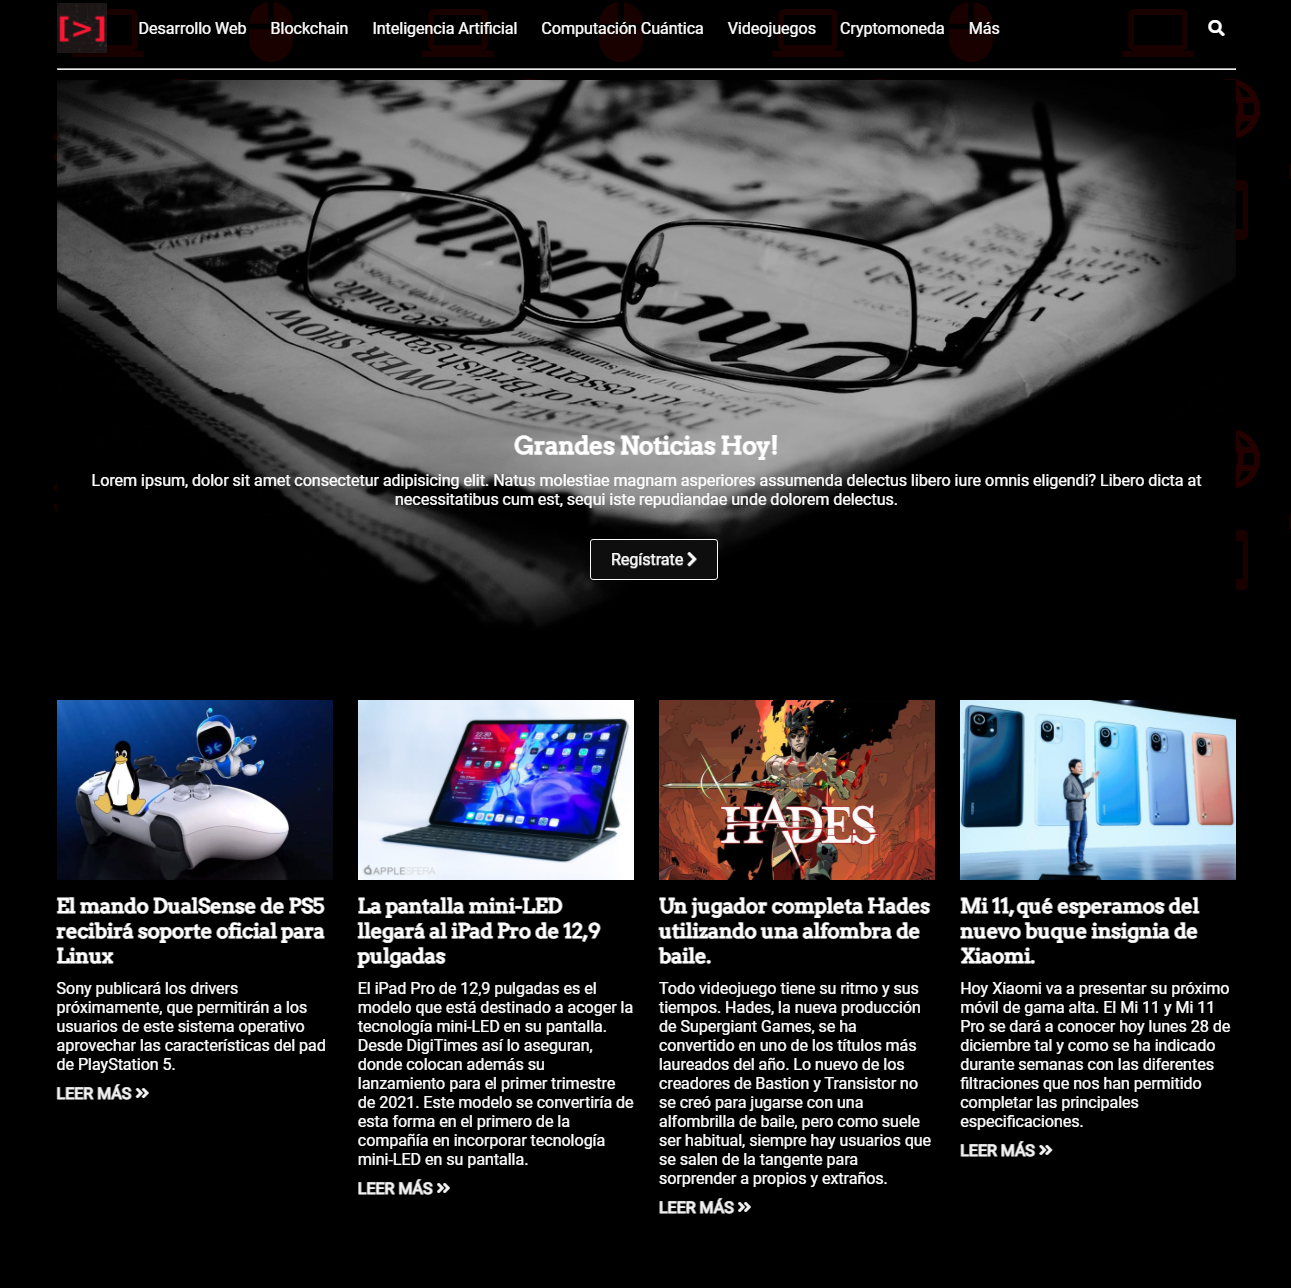 [>]
Desarrollo Web Blockchain Inteligencia Artificial Computación Cuántica Videojuegos Cryptomoneda Más
SEA FLOWER SHOW
Grandes Noticias Hoy!
Lorem ipsum, dolor sit amet consectetur adipisicing elit. Natus molestiae magnam asperiores assumenda delectus libero iure omnis eligendi? Libero dicta at
necessitatibus cum est, sequi iste repudiandae unde dolorem delectus.
Regístrate
APPLESFERA
HADES
El mando DualSense de PS5
recibirá soporte oficial para
Linux
Sony publicará los drivers
próximamente, que permitirán a los
usuarios de este sistema operativo
aprovechar las características del pad
de PlayStation 5.
LEER MÁS
La pantalla mini-LED
llegará al iPad Pro de 12,9
pulgadas
El iPad Pro de 12,9 pulgadas es el
modelo que está destinado a acoger la
tecnología mini-LED en su pantalla.
Desde DigiTimes así lo aseguran,
donde colocan además su
lanzamiento para el primer trimestre
de 2021. Este modelo se convertiría de
esta forma en el primero de la
compañía en incorporar tecnología
mini-LED en su pantalla.
LEER MÁS
Un jugador completa Hades
utilizando una alfombra de
baile.
Todo videojuego tiene su ritmo y sus
tiempos. Hades, la nueva producción
de Supergiant Games, se ha
convertido en uno de los títulos más
laureados del año. Lo nuevo de los
creadores de Bastion y Transistor no
se creó para jugarse con una
alfombrilla de baile, pero como suele
ser habitual, siempre hay usuarios que
se salen de la tangente para
sorprender a propios y extraños.
LEER MÁS
Mi 11, qué esperamos del
nuevo buque insignia de
Xiaomi.
Hoy Xiaomi va a presentar su próximo
móvil de gama alta. El Mi 11 y Mi 11
Pro se dará a conocer hoy lunes 28 de
diciembre tal y como se ha indicado
durante semanas con las diferentes
filtraciones que nos han permitido
completar las principales
especificaciones.
LEER MÁS